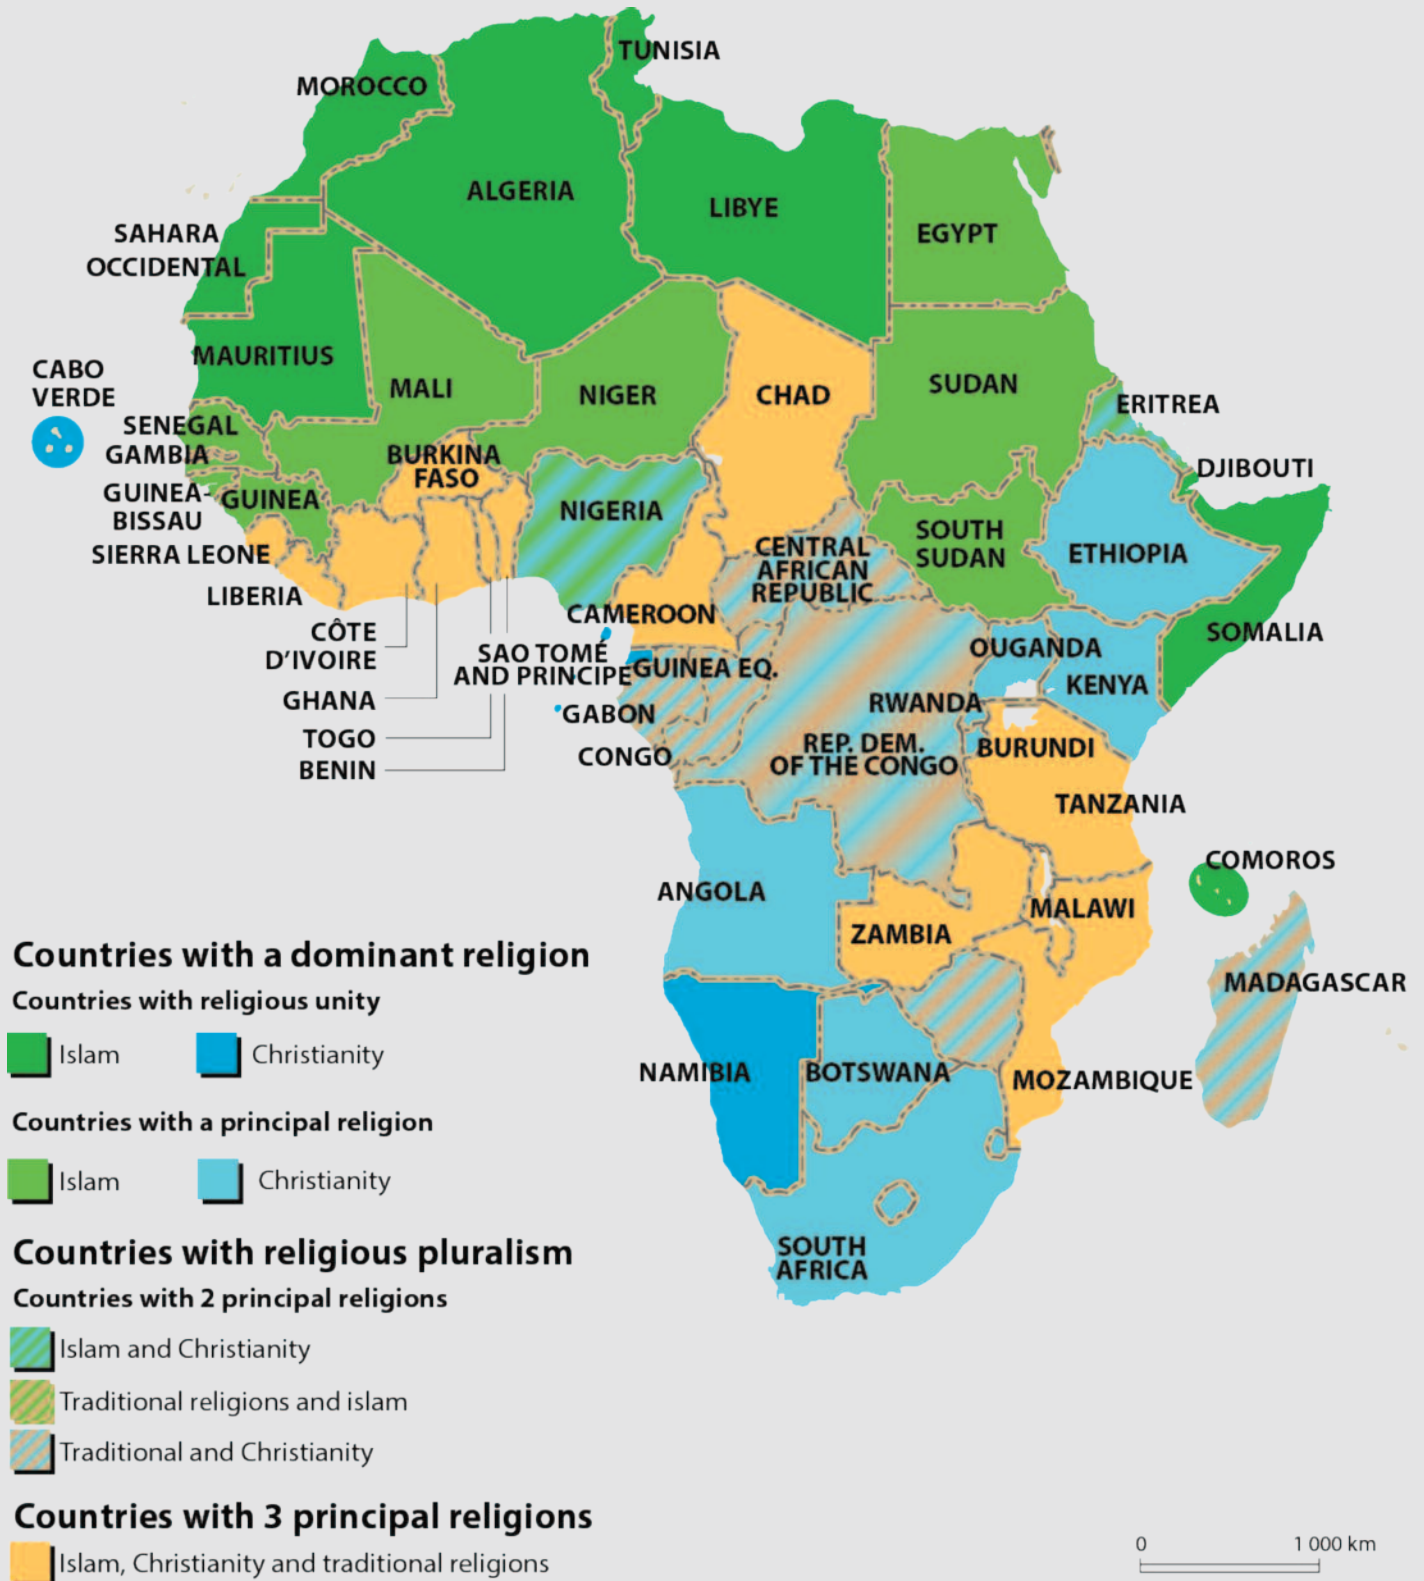 TUNISIA
MOROCCO
ALGERIA
LIBYE
EGYPT
SAHARA
OCCIDENTAL
MAURITIUS
CABO
VERDE
MALI
NIGER
CHAD
SUDAN
ERITREA
SENEGAL
GAMBIA
BURKINA
FASO
DJIBOUTI
GUINEA-
BISSAU
GUINEA
NIGERIA
SOUTH
SUDAN
ETHIOPIA
SIERRA LEONE
CENTRAL
AFRICAN
REPUBLIC
LIBERIA
CAMEROON
CÔTE
D'IVOIRE
SAO TOMÉ
AND PRINCIPE
GUINEA EQ.
OUGANDA
SOMALIA
KENYA
GHANA
GABON
RWANDA
TOGO
CONGO
REP. DEM.
OF THE CONGO
BURUNDI
BENIN
TANZANIA
COMOROS
ANGOLA
MALAWI
ZAMBIA
MADAGASCAR
NAMIBIA
BOTSWANA
MOZAMBIQUE
SOUTH
AFRICA
Countries with a dominant religion
Countries with religious unity
Islam
Christianity
Countries with a principal religion
Islam
Christianity
Countries with religious pluralism
Countries with 2 principal religions
Islam and Christianity
Traditional religions and islam
Traditional and Christianity
Countries with 3 principal religions
Islam, Christianity and traditional religions
0 1 000 km